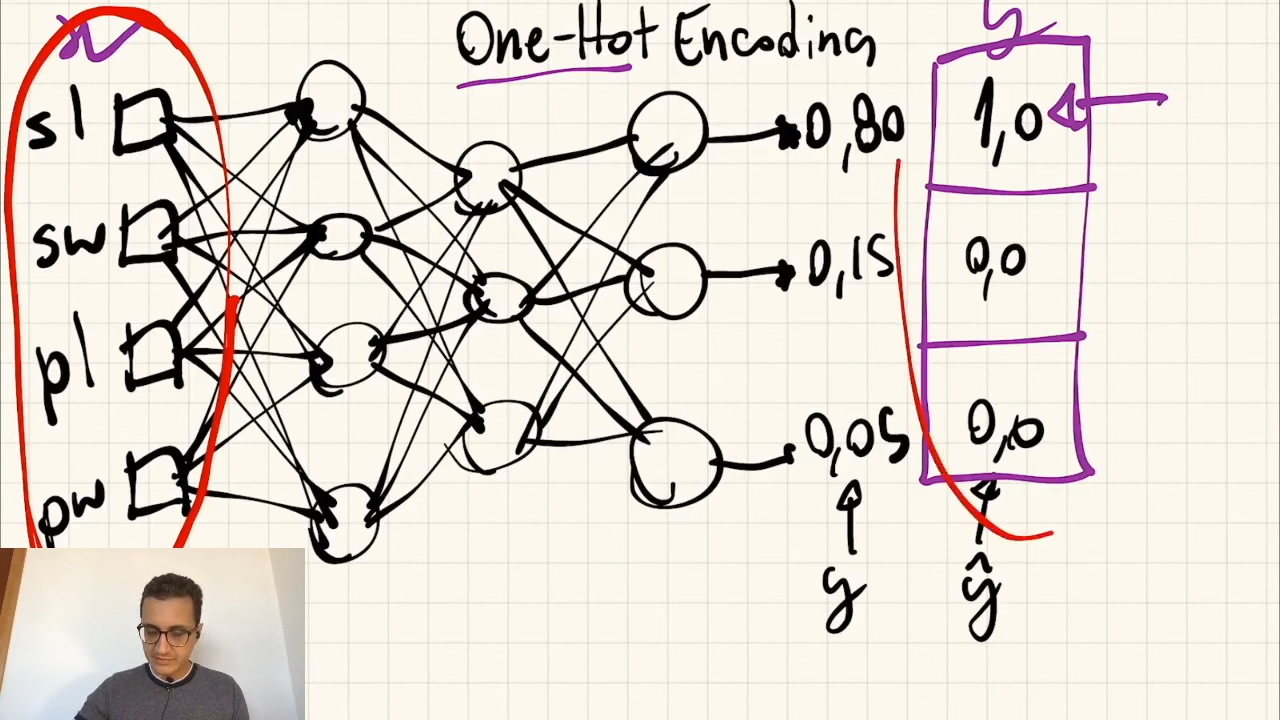 x
One-Hot Encoding
y
sl
0,80
1,0
sw
0,15
0,0
pl
0,05
0,0
pw
y
ŷ